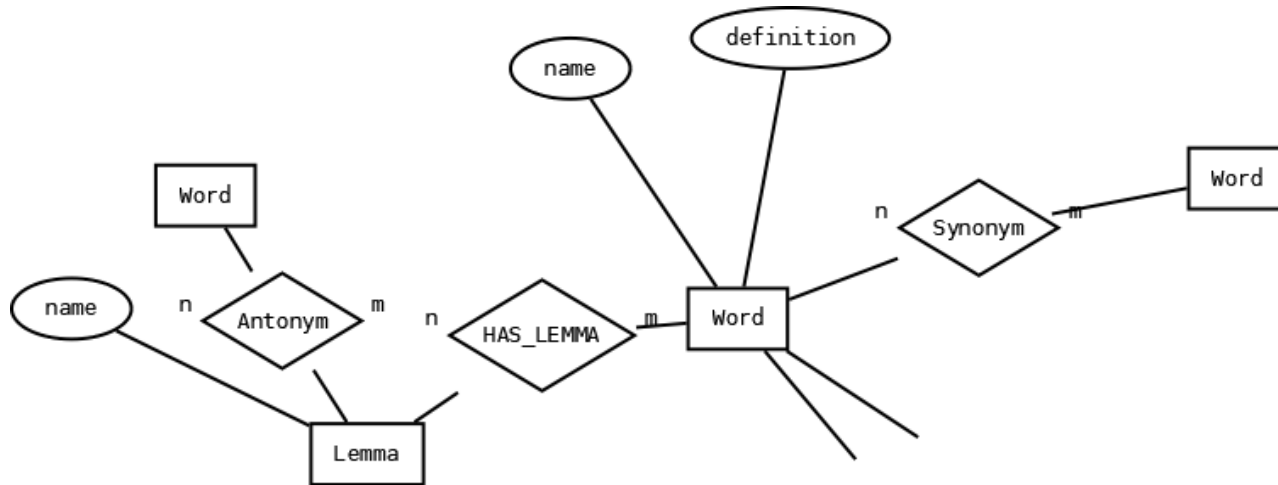 definition
name
Word
Word
n
Synonym
m
Word
name
n
Antonym
m
n
HAS_LEMMA
m
Lemma